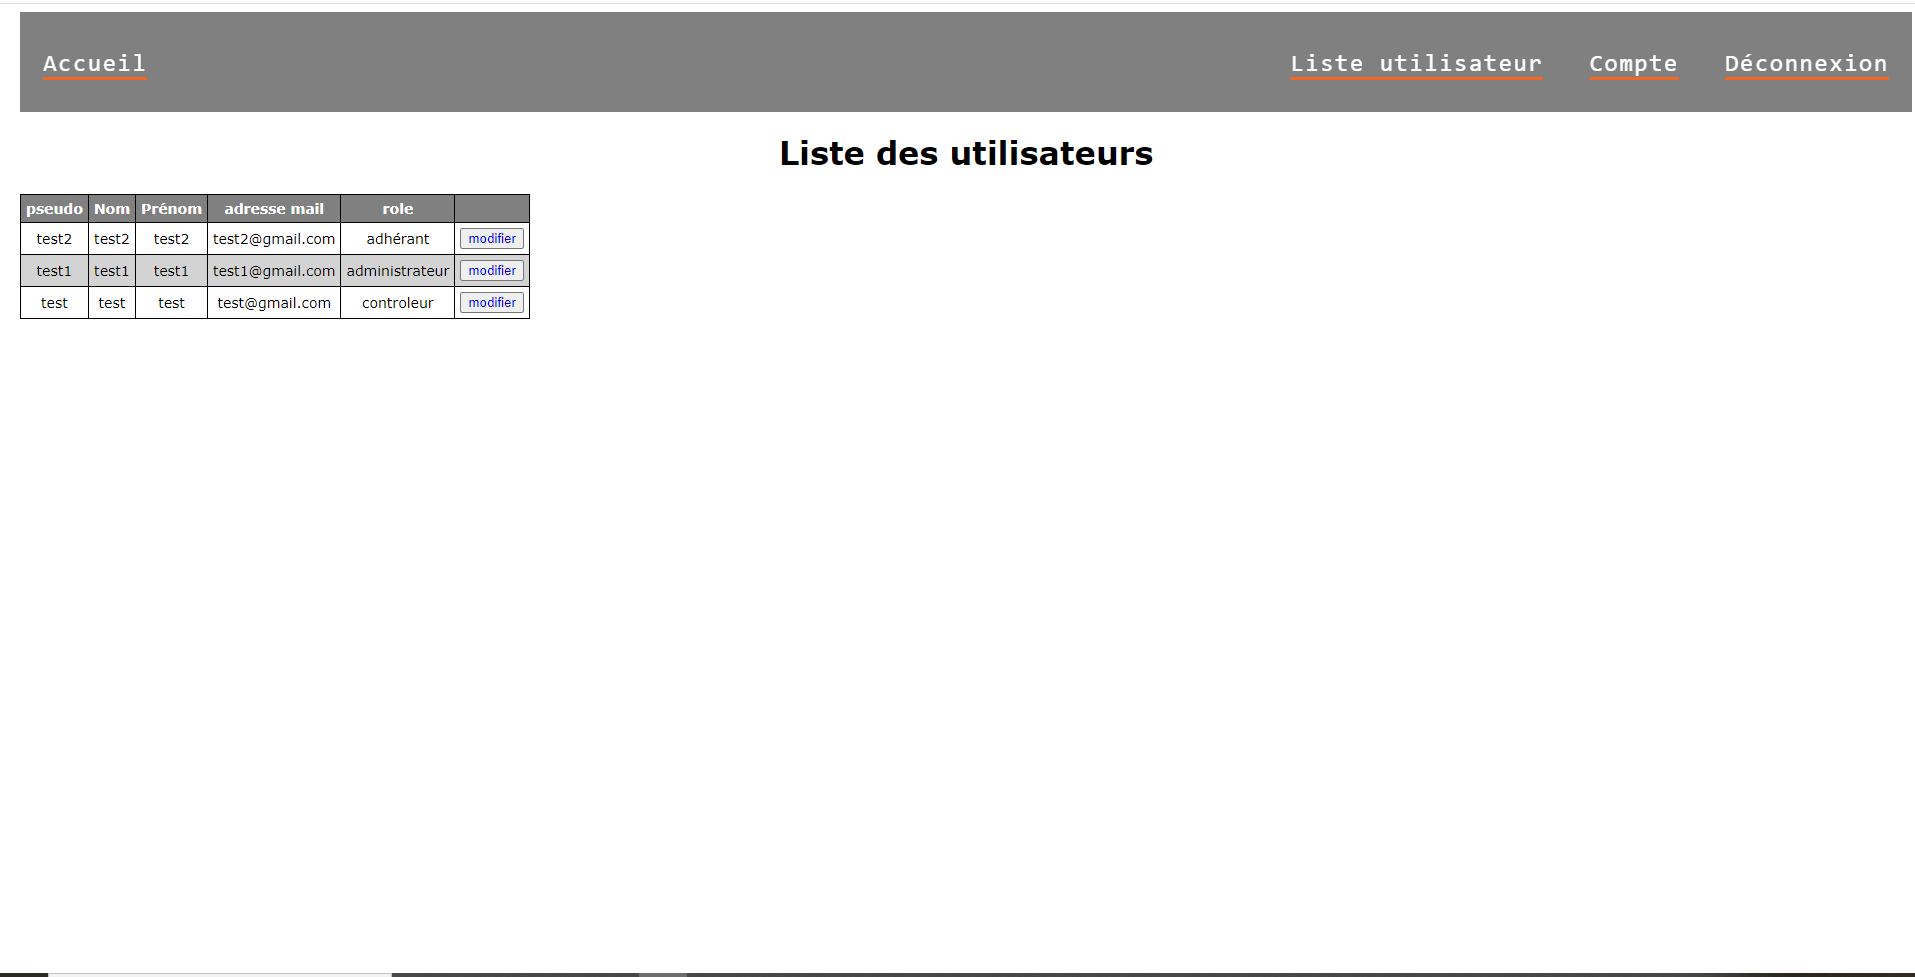 Accueil Liste utilisateur Compte Déconnexion
Liste des utilisateurs
pseudo Nom Prénom adresse mail role
test2 test2 test2 test2@gmail.com adhérant modifier
test1 test1 test1 test1@gmail.com administrateur modifier
test test test test@gmail.com controleur modifier